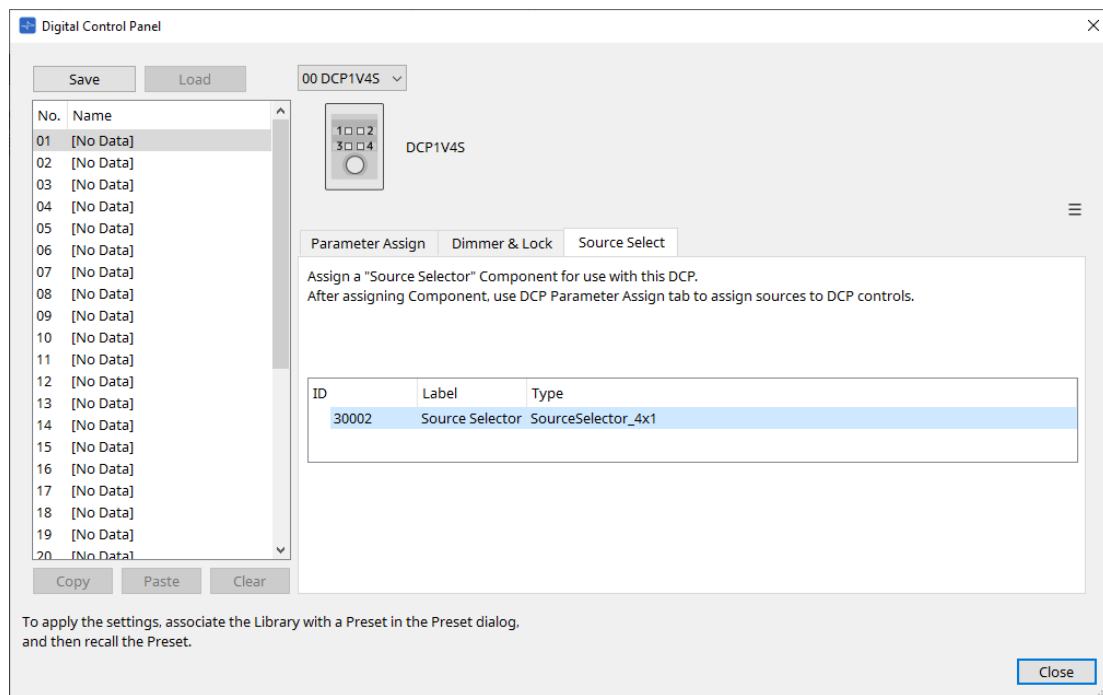 Digital Control Panel
Save Load
00 DCP1V4S
No. Name
01 [No Data]
02 [No Data]
03 [No Data]
04 [No Data]
05 [No Data]
06 [No Data]
07 [No Data]
08 [No Data]
09 [No Data]
10 [No Data]
11 [No Data]
12 [No Data]
13 [No Data]
14 [No Data]
15 [No Data]
16 [No Data]
17 [No Data]
18 [No Data]
19 [No Data]
20 [No Data]
Copy Paste Clear
1 2
3 4
DCP1V4S
Parameter Assign Dimmer & Lock Source Select
Assign a "Source Selector" Component for use with this DCP.
After assigning Component, use DCP Parameter Assign tab to assign sources to DCP controls.
ID Label Type
30002 Source Selector SourceSelector_4x1
To apply the settings, associate the Library with a Preset in the Preset dialog,
and then recall the Preset.
Close